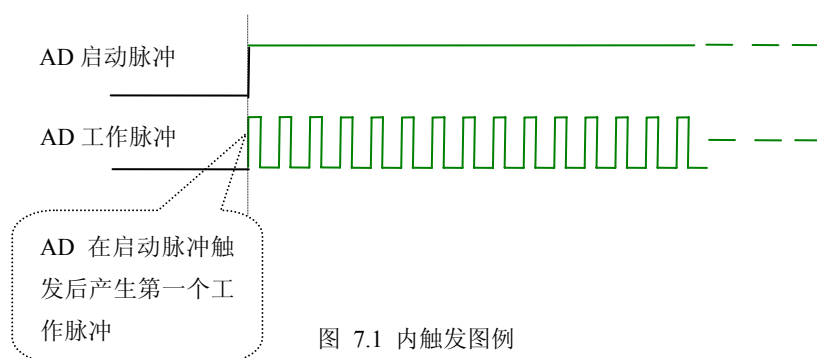 AD 启动脉冲
AD 工作脉冲
AD 在启动脉冲触
发后产生第一个工
作脉冲
图 7.1 内触发图例